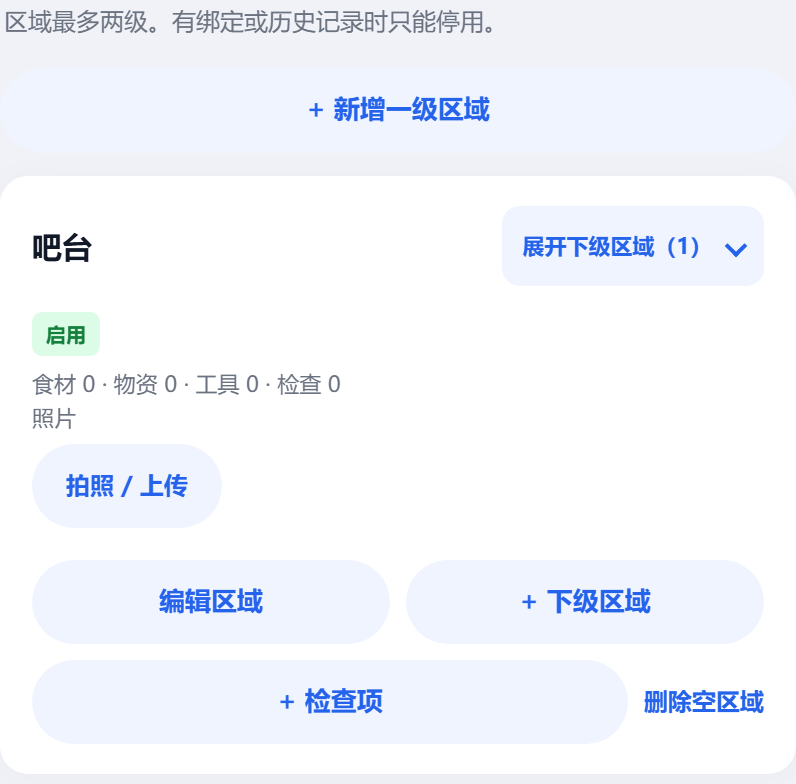 区域最多两级。有绑定或历史记录时只能停用。
+ 新增一级区域
吧台
展开下级区域（1）
启用
食材 0 · 物资 0 · 工具 0 · 检查 0
照片
拍照 / 上传
编辑区域
+ 下级区域
+ 检查项
删除空区域